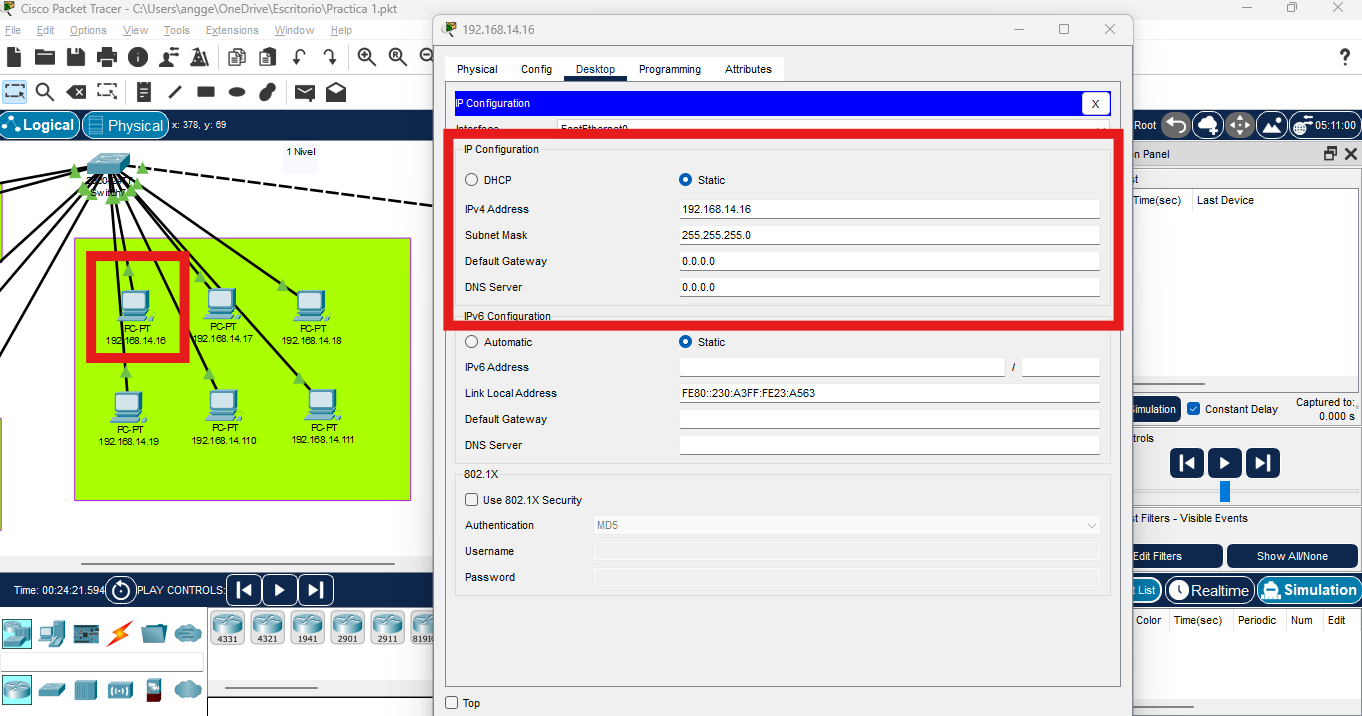 Cisco Packet Tracer - C:\Users\angge\OneDrive\Escritorio\Practica 1.pkt
File Edit Options View Tools Extensions Window Help
Logical Physical x: 378, y: 69
Root 05:11:00
1 Nivel
PC-PT
192.168.14.16
PC-PT
192.168.14.17
PC-PT
192.168.14.18
PC-PT
192.168.14.19
PC-PT
192.168.14.110
PC-PT
192.168.14.111
192.168.14.16
Physical Config Desktop Programming Attributes
IP Configuration X
Interface FastEthernet0
IP Configuration
DHCP Static
IPv4 Address 192.168.14.16
Subnet Mask 255.255.255.0
Default Gateway 0.0.0.0
DNS Server 0.0.0.0
IPv6 Configuration
Automatic Static
IPv6 Address /
Link Local Address FE80::230:A3FF:FE23:A563
Default Gateway
DNS Server
802.1X
Use 802.1X Security
Authentication MD5
Username
Password
Top
n Panel
st
Time(sec) Last Device
Simulation Constant Delay Captured to:
0.000 s
trols
st Filters - Visible Events
Edit Filters Show All/None
Time: 00:24:21.594 PLAY CONTROLS:
t List Realtime Simulation
Color Time(sec) Periodic Num Edit
4331 4321 1941 2901 2911 819IO